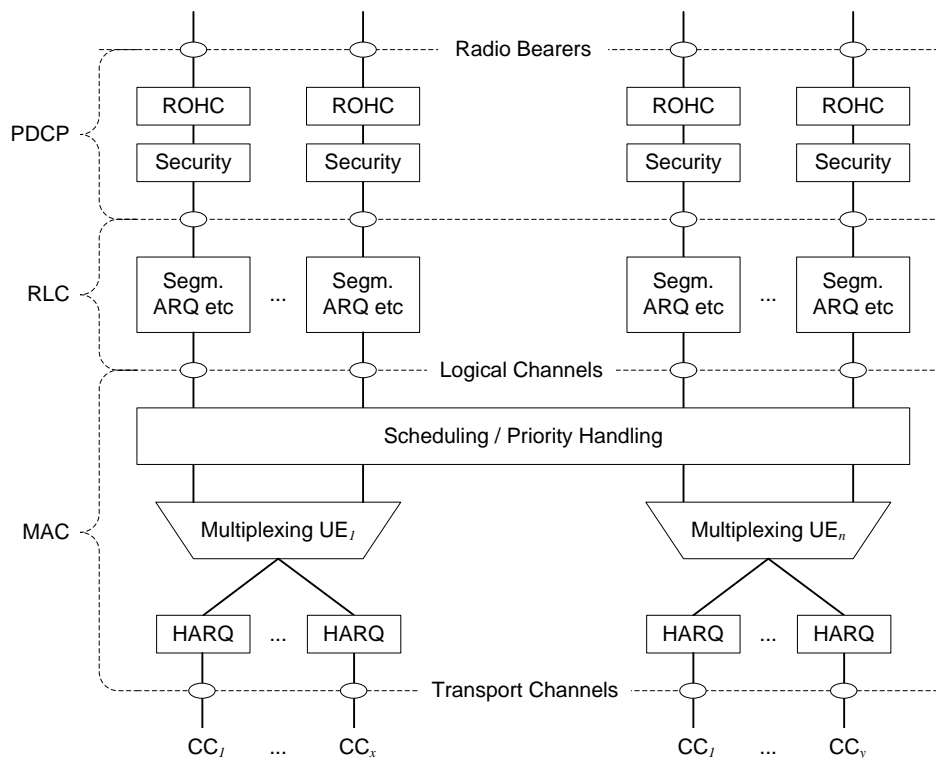 Radio Bearers
ROHC ROHC ROHC ROHC
PDCP
Security Security Security Security
Segm. Segm. Segm. Segm.
RLC ... ...
ARQ etc ARQ etc ARQ etc ARQ etc
Logical Channels
Scheduling / Priority Handling
MAC Multiplexing UE1 Multiplexing UEn
HARQ ... HARQ HARQ ... HARQ
Transport Channels
CC1 ... CCx CC1 ... CCy